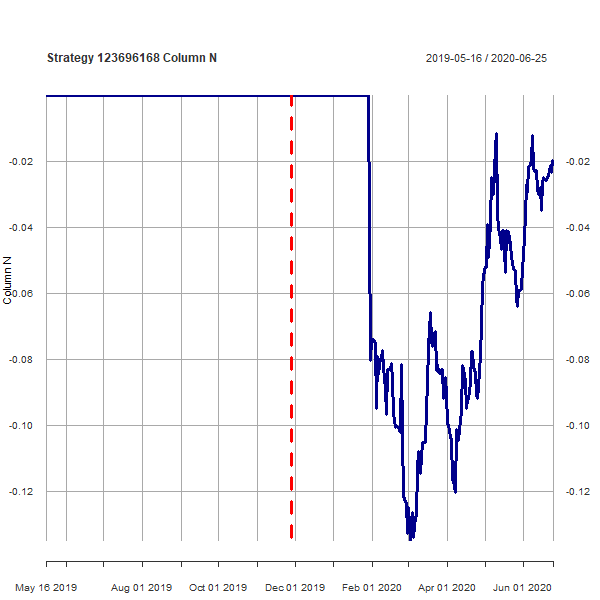 Strategy 123696168 Column N
2019-05-16 / 2020-06-25
-0.02
-0.04
-0.06
-0.08
-0.10
-0.12
Column N
-0.02
-0.04
-0.06
-0.08
-0.10
-0.12
May 16 2019
Aug 01 2019
Oct 01 2019
Dec 01 2019
Feb 01 2020
Apr 01 2020
Jun 01 2020